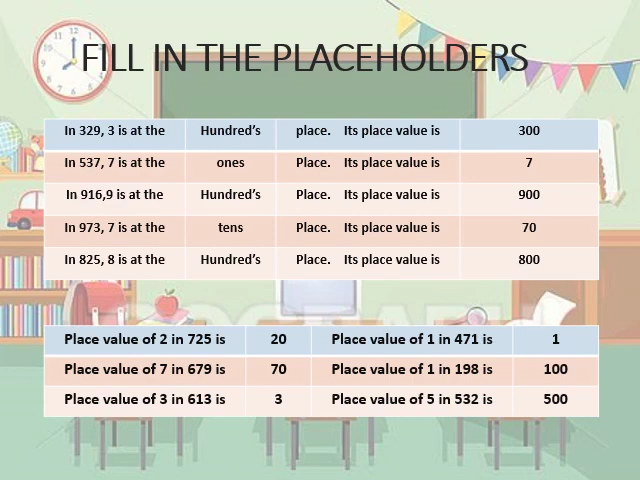 FILL IN THE PLACEHOLDERS
In 329, 3 is at the Hundred’s place. Its place value is 300
In 537, 7 is at the ones Place. Its place value is 7
In 916,9 is at the Hundred’s Place. Its place value is 900
In 973, 7 is at the tens Place. Its place value is 70
In 825, 8 is at the Hundred’s Place. Its place value is 800
Place value of 2 in 725 is 20 Place value of 1 in 471 is 1
Place value of 7 in 679 is 70 Place value of 1 in 198 is 100
Place value of 3 in 613 is 3 Place value of 5 in 532 is 500